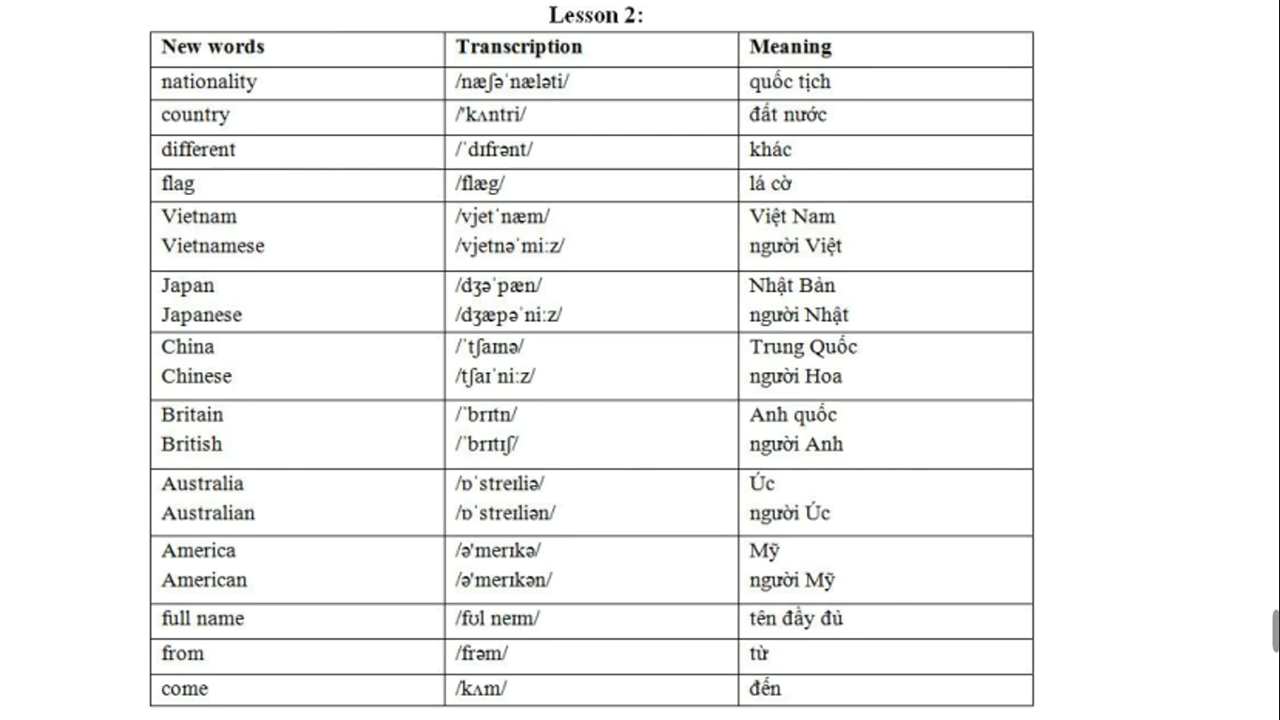 Lesson 2:
New words Transcription Meaning
nationality /næʃəˈnæləti/ quốc tịch
country /'kʌntri/ đất nước
different /ˈdɪfrənt/ khác
flag /flæg/ lá cờ
Vietnam /vjetˈnæm/ Việt Nam
Vietnamese /vjetnəˈmiːz/ người Việt
Japan /dʒəˈpæn/ Nhật Bản
Japanese /dʒæpəˈniːz/ người Nhật
China /ˈtʃaɪnə/ Trung Quốc
Chinese /tʃaɪˈniːz/ người Hoa
Britain /ˈbrɪtn/ Anh quốc
British /ˈbrɪtɪʃ/ người Anh
Australia /ɒˈstreɪliə/ Úc
Australian /ɒˈstreɪliən/ người Úc
America /ə'merɪkə/ Mỹ
American /ə'merɪkən/ người Mỹ
full name /fʊl neɪm/ tên đầy đủ
from /frəm/ từ
come /kʌm/ đến